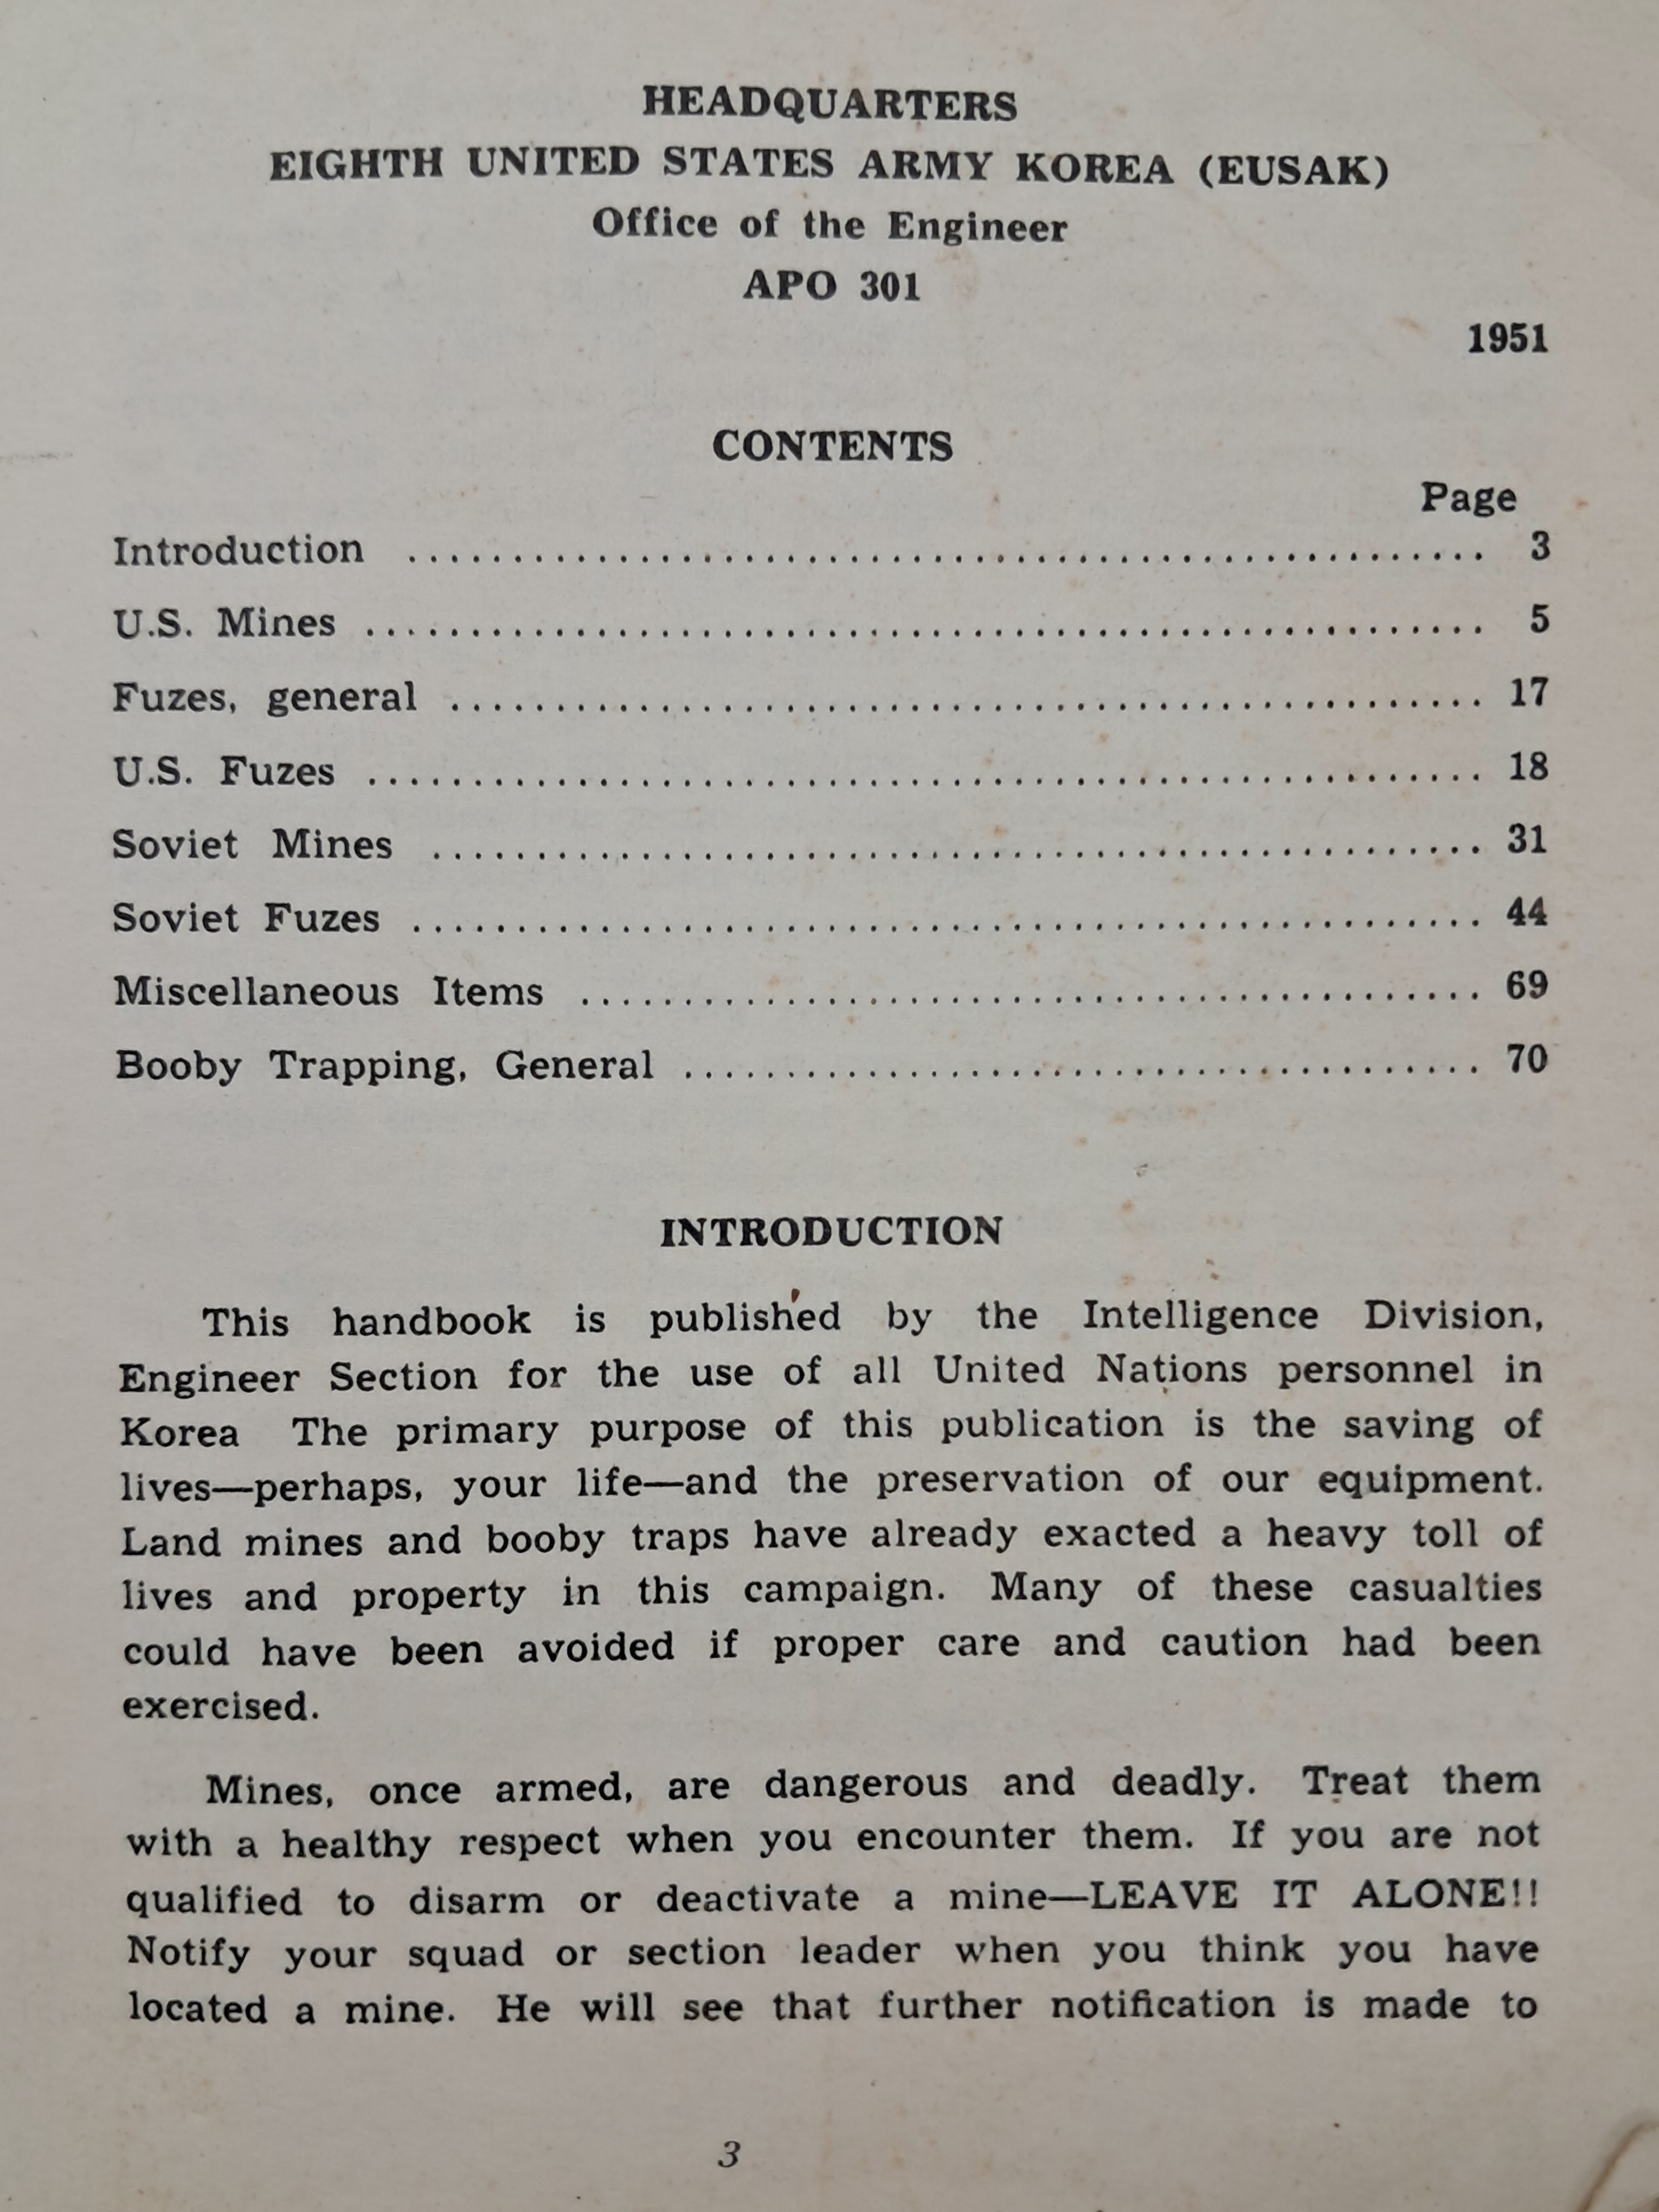 HEADQUARTERS
EIGHTH UNITED STATES ARMY KOREA (EUSAK)
Office of the Engineer
APO 301
1951
CONTENTS
Page
Introduction .................................................... 3
U.S. Mines ...................................................... 5
Fuzes, general .................................................. 17
U.S. Fuzes ...................................................... 18
Soviet Mines .................................................... 31
Soviet Fuzes .................................................... 44
Miscellaneous Items ............................................ 69
Booby Trapping, General ....................................... 70
INTRODUCTION
This handbook is published by the Intelligence Division,
Engineer Section for the use of all United Nations personnel in
Korea The primary purpose of this publication is the saving of
lives—perhaps, your life—and the preservation of our equipment.
Land mines and booby traps have already exacted a heavy toll of
lives and property in this campaign. Many of these casualties
could have been avoided if proper care and caution had been
exercised.
Mines, once armed, are dangerous and deadly. Treat them
with a healthy respect when you encounter them. If you are not
qualified to disarm or deactivate a mine—LEAVE IT ALONE!!
Notify your squad or section leader when you think you have
located a mine. He will see that further notification is made to
3